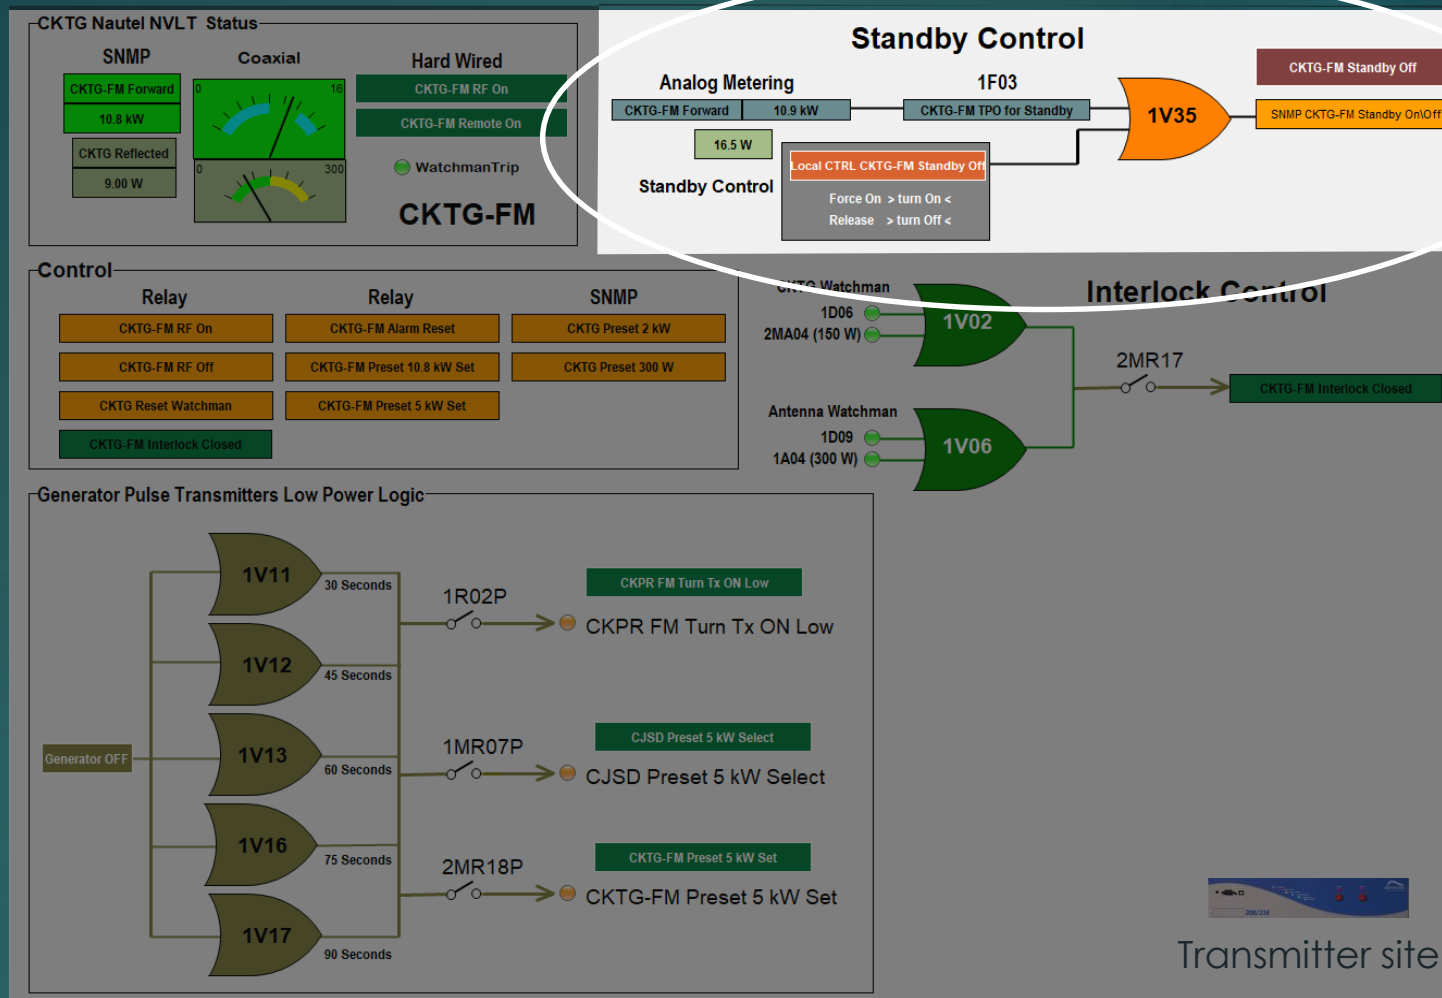 CKTG Nautel NVLT Status
SNMP
Coaxial
Hard Wired
CKTG-FM Forward
10.8 kW
CKTG Reflected
9.00 W
0
16
0
300
CKTG-FM RF On
CKTG-FM Remote On
WatchmanTrip
CKTG-FM
Standby Control
Analog Metering
1F03
CKTG-FM Forward
10.9 kW
CKTG-FM TPO for Standby
1V35
CKTG-FM Standby Off
SNMP CKTG-FM Standby On\Off
16.5 W
Standby Control
Local CTRL CKTG-FM Standby Off
Force On > turn On <
Release > turn Off <
Control
Relay
Relay
SNMP
CKTG-FM RF On
CKTG-FM Alarm Reset
CKTG Preset 2 kW
CKTG-FM RF Off
CKTG-FM Preset 10.8 kW Set
CKTG Preset 300 W
CKTG Reset Watchman
CKTG-FM Preset 5 kW Set
CKTG-FM Interlock Closed
Interlock Control
CKTG Watchman
1D06
2MA04 (150 W)
1V02
2MR17
CKTG-FM Interlock Closed
Antenna Watchman
1D09
1A04 (300 W)
1V06
Generator Pulse Transmitters Low Power Logic
Generator OFF
1V11
30 Seconds
1V12
45 Seconds
1V13
60 Seconds
1V16
75 Seconds
1V17
90 Seconds
1R02P
CKPR FM Turn Tx ON Low
CKPR FM Turn Tx ON Low
1MR07P
CJSD Preset 5 kW Select
CJSD Preset 5 kW Select
2MR18P
CKTG-FM Preset 5 kW Set
CKTG-FM Preset 5 kW Set
200/216
Transmitter site